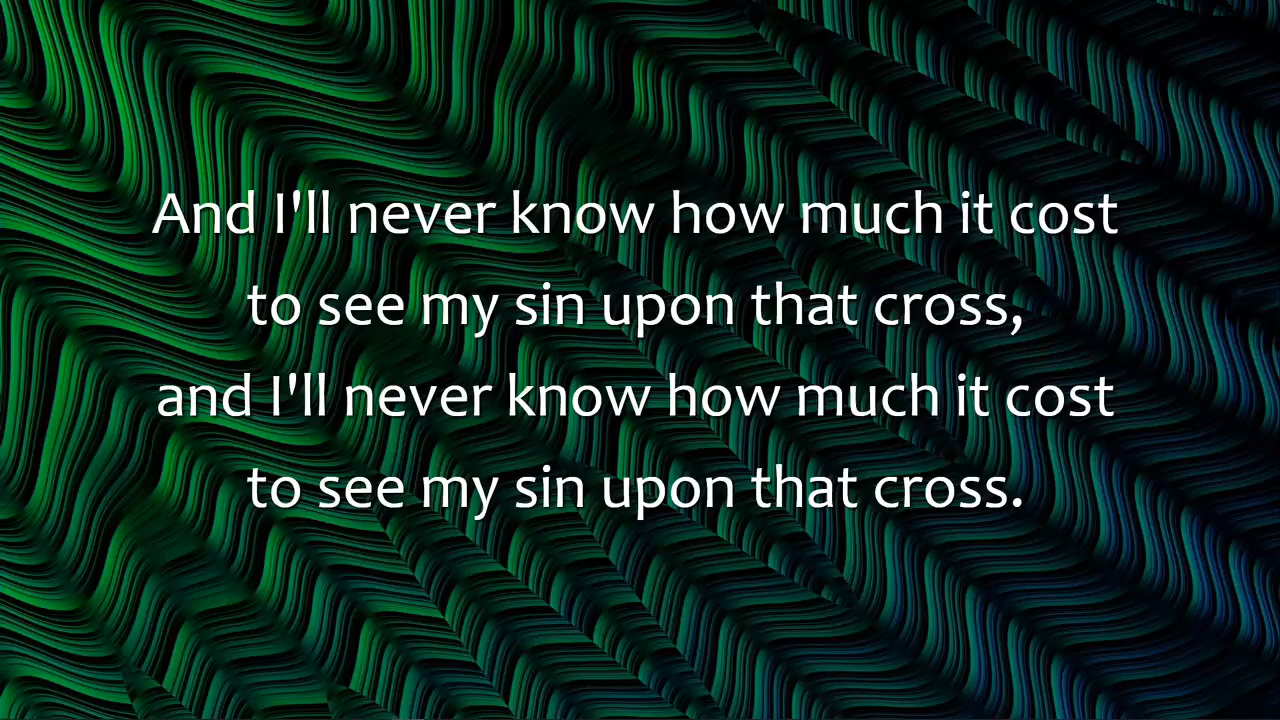 And I'll never know how much it cost
to see my sin upon that cross,
and I'll never know how much it cost
to see my sin upon that cross.